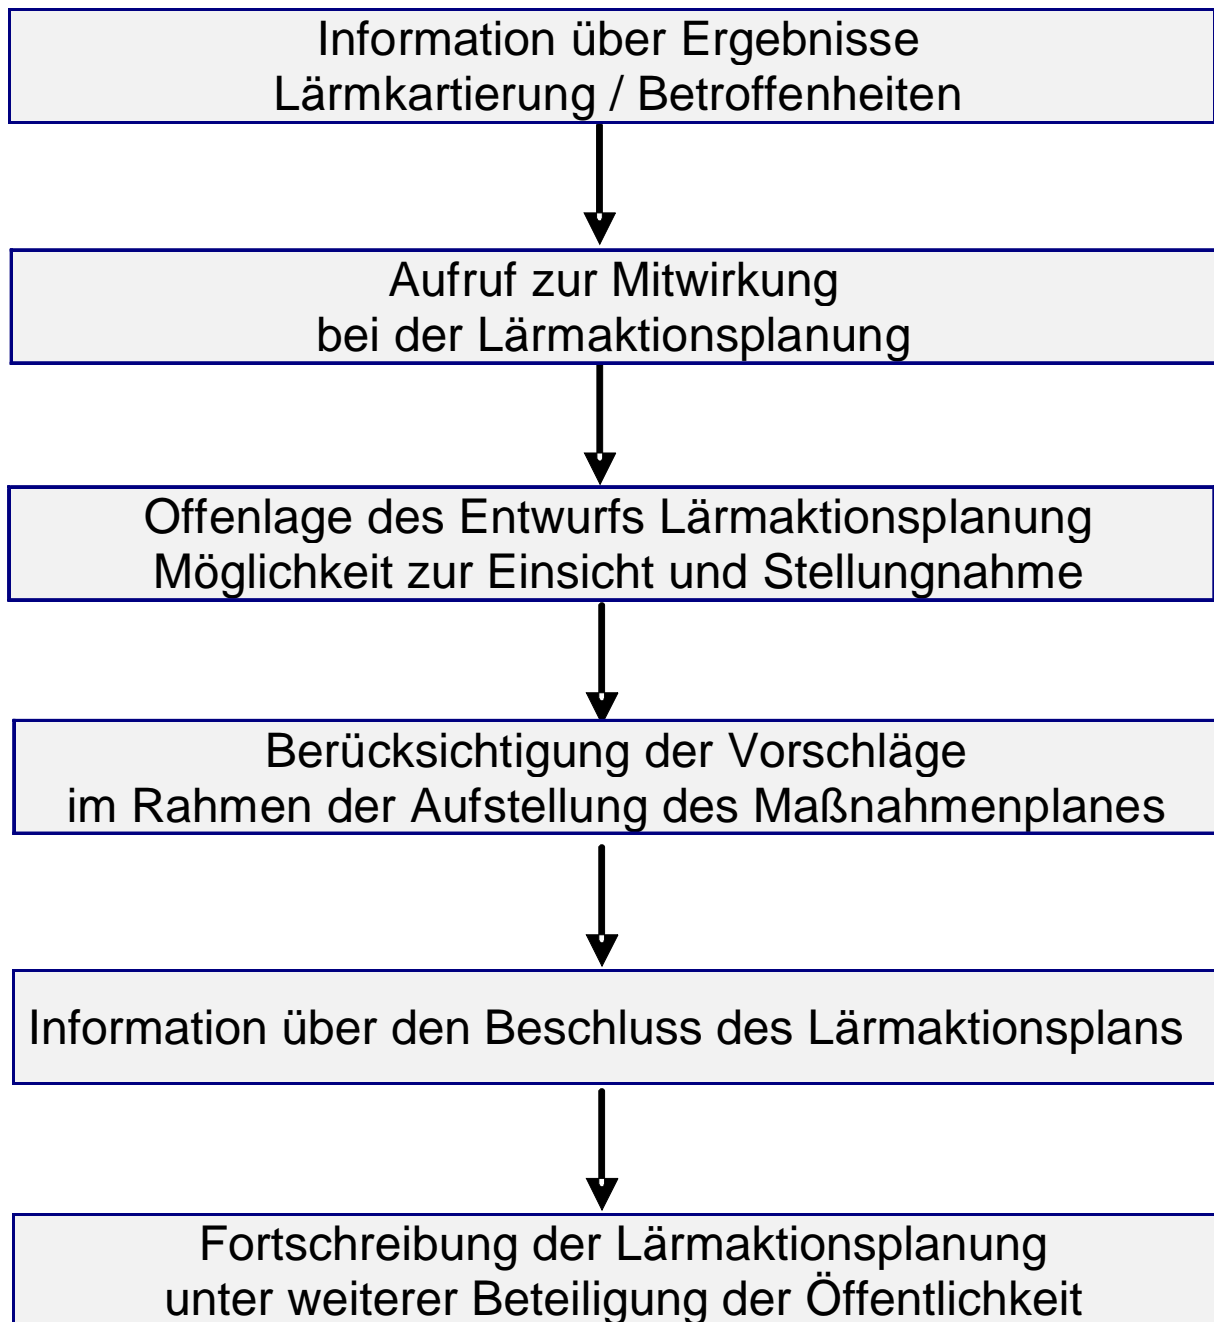 Information über Ergebnisse
Lärmkartierung / Betroffenheiten
Aufruf zur Mitwirkung
bei der Lärmaktionsplanung
Offenlage des Entwurfs Lärmaktionsplanung
Möglichkeit zur Einsicht und Stellungnahme
Berücksichtigung der Vorschläge
im Rahmen der Aufstellung des Maßnahmenplanes
Information über den Beschluss des Lärmaktionsplans
Fortschreibung der Lärmaktionsplanung
unter weiterer Beteiligung der Öffentlichkeit